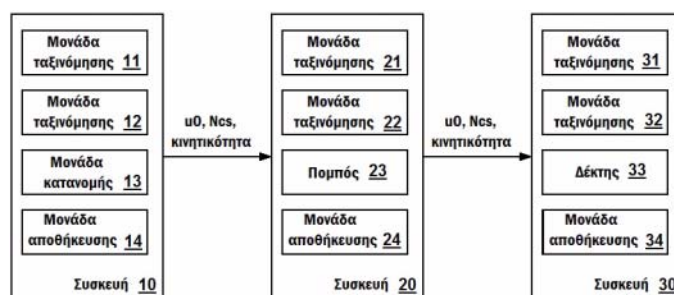 Μονάδα
ταξινόμησης 11
Μονάδα
ταξινόμησης 12
Μονάδα
κατανομής 13
Μονάδα
αποθήκευσης 14
Συσκευή 10
u0, Ncs,
κινητικότητα
Μονάδα
ταξινόμησης 21
Μονάδα
ταξινόμησης 22
Πομπός 23
Μονάδα
αποθήκευσης 24
Συσκευή 20
u0, Ncs,
κινητικότητα
Μονάδα
ταξινόμησης 31
Μονάδα
ταξινόμησης 32
Δέκτης 33
Μονάδα
αποθήκευσης 34
Συσκευή 30